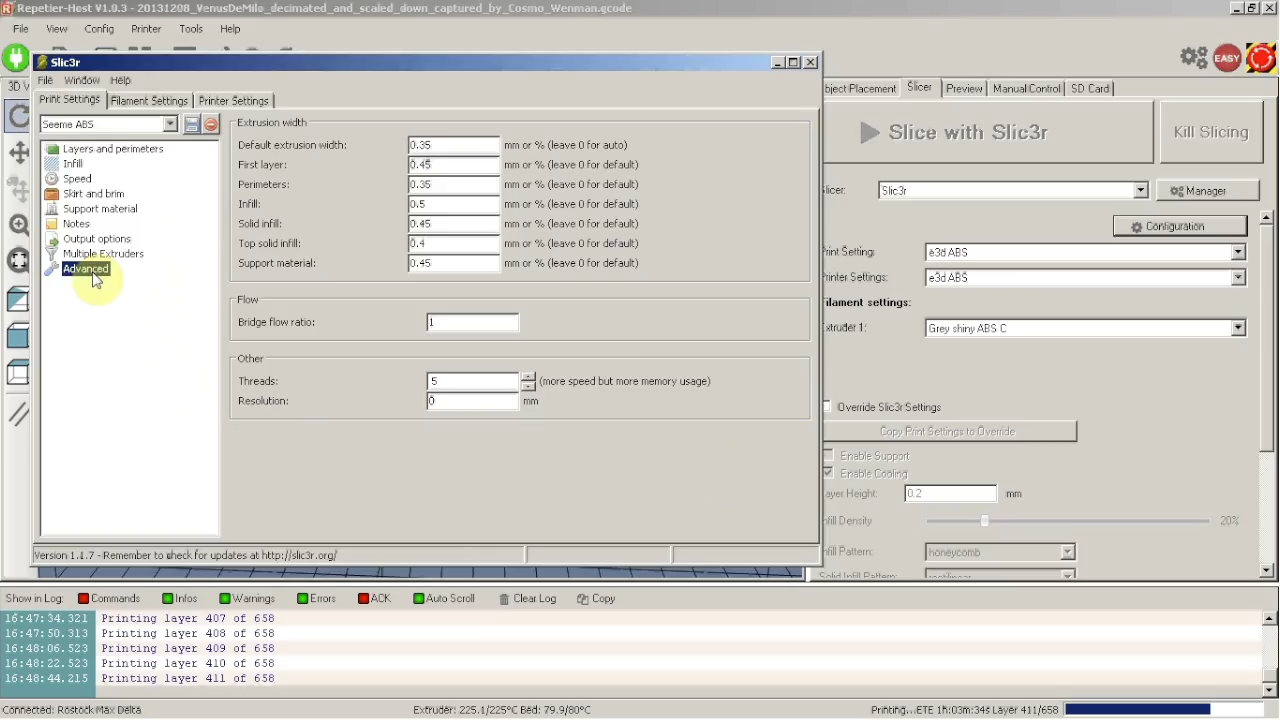 Repetier-Host V1.0.3 - 20131208_VenusDeMilo_decimated_and_scaled_down_captured_by_Cosmo_Wenman.gcode
File View Config Printer Tools Help
EASY
Slic3r
3D V
File Window Help
Print Settings Filament Settings Printer Settings
bject Placement Slicer Preview Manual Control SD Card
Seeme ABS
Layers and perimeters
Infill
Speed
Skirt and brim
Support material
Notes
Output options
Multiple Extruders
Advanced
Extrusion width
Default extrusion width: 0.35 mm or % (leave 0 for auto)
First layer: 0.45 mm or % (leave 0 for default)
Perimeters: 0.35 mm or % (leave 0 for default)
Infill: 0.5 mm or % (leave 0 for default)
Solid infill: 0.45 mm or % (leave 0 for default)
Top solid infill: 0.4 mm or % (leave 0 for default)
Support material: 0.45 mm or % (leave 0 for default)
Flow
Bridge flow ratio: 1
Other
Threads: 5 (more speed but more memory usage)
Resolution: 0 mm
Version 1.1.7 - Remember to check for updates at http://slic3r.org/
Slice with Slic3r Kill Slicing
licer: Slic3r Manager
Configuration
rint Setting: e3d ABS
rinter Settings: e3d ABS
ilament settings:
xtruder 1: Grey shiny ABS C
Override Slic3r Settings
Copy Print Settings to Override
Enable Support
Enable Cooling
ayer Height: 0.2 mm
nfill Density 20%
nfill Pattern: honeycomb
Solid Infill Pattern: rectilinear
Show in Log: Commands Infos Warnings Errors ACK Auto Scroll Clear Log Copy
16:47:34.321 Printing layer 407 of 658
16:47:50.313 Printing layer 408 of 658
16:48:06.523 Printing layer 409 of 658
16:48:22.523 Printing layer 410 of 658
16:48:44.215 Printing layer 411 of 658
Connected: Rostock Max Delta Extruder: 225.1/225°C Bed: 79.9/80°C Printing...ETE 1h:03m:34s Layer 411/658